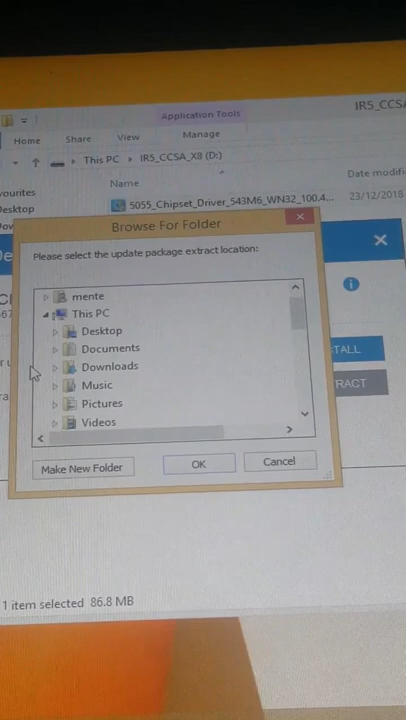 Application Tools
IR5_CCSA
Home Share View Manage
This PC IR5_CCSA_X8 (D:)
Name
Date modifi
vourites
esktop
5055_Chipset_Driver_543M6_WN32_100.4...
23/12/2018
Browse For Folder
Please select the update package extract location:
mente
This PC
Desktop
Documents
Downloads
Music
Pictures
Videos
TALL
RACT
Make New Folder OK Cancel
1 item selected 86.8 MB